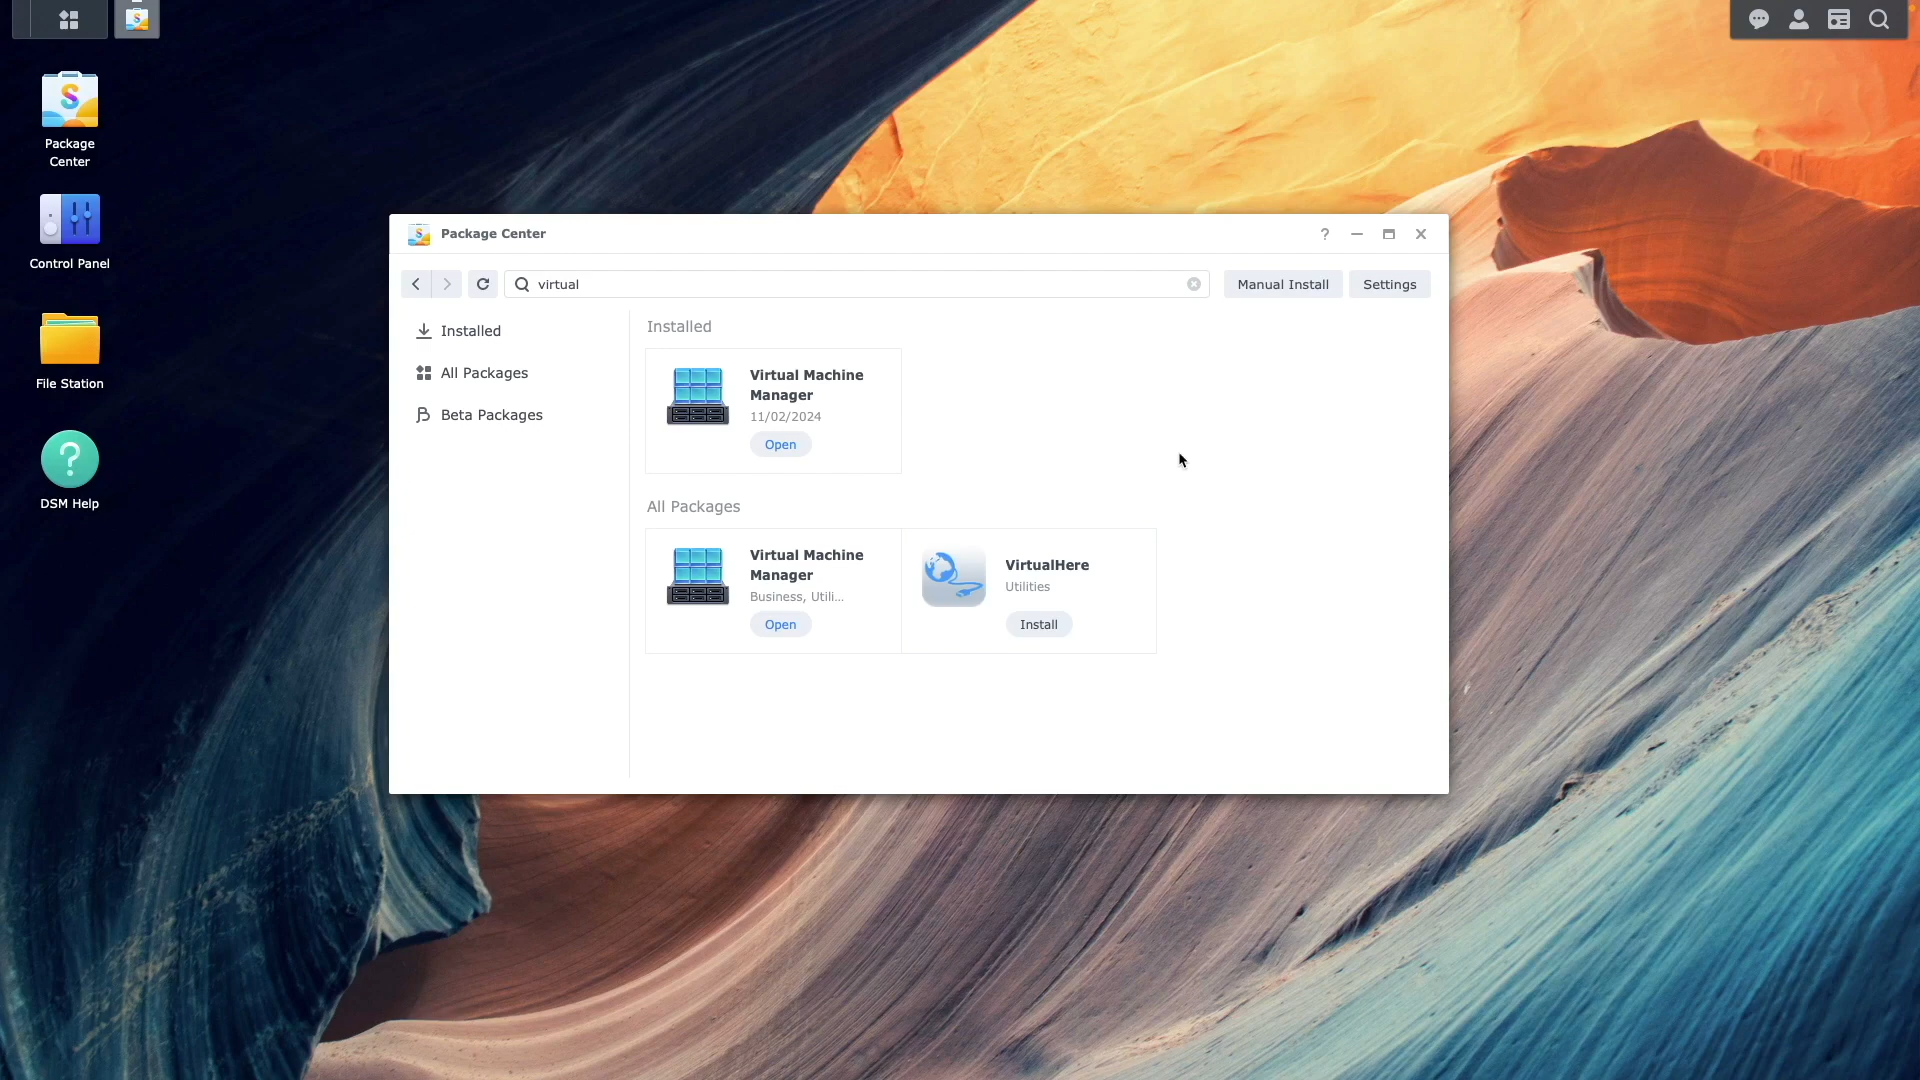 Package
Center
Control Panel
File Station
DSM Help
Package Center
virtual
Manual Install
Settings
Installed
All Packages
Beta Packages
Installed
Virtual Machine
Manager
11/02/2024
Open
All Packages
Virtual Machine
Manager
Business, Utili...
Open
VirtualHere
Utilities
Install